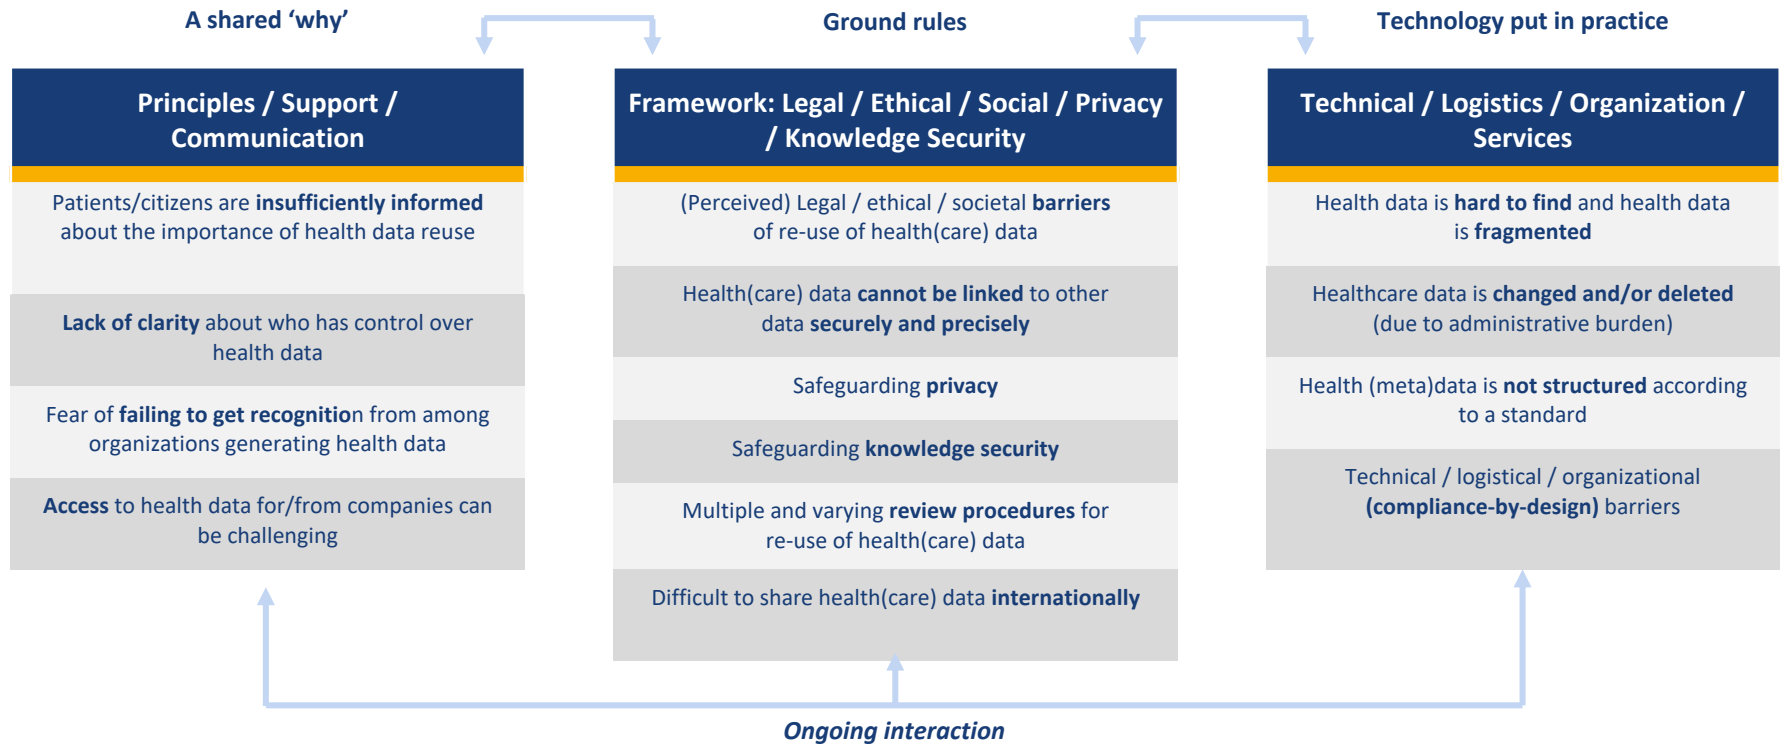 A shared ‘why’
Ground rules
Technology put in practice
Principles / Support /
Communication
Patients/citizens are insufficiently informed
about the importance of health data reuse
Lack of clarity about who has control over
health data
Fear of failing to get recognition from among
organizations generating health data
Access to health data for/from companies can
be challenging
Framework: Legal / Ethical / Social / Privacy
/ Knowledge Security
(Perceived) Legal / ethical / societal barriers
of re-use of health(care) data
Health(care) data cannot be linked to other
data securely and precisely
Safeguarding privacy
Safeguarding knowledge security
Multiple and varying review procedures for
re-use of health(care) data
Difficult to share health(care) data internationally
Technical / Logistics / Organization /
Services
Health data is hard to find and health data
is fragmented
Healthcare data is changed and/or deleted
(due to administrative burden)
Health (meta)data is not structured according
to a standard
Technical / logistical / organizational
(compliance-by-design) barriers
Ongoing interaction